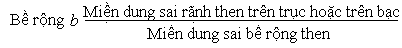 Bề rộng b Miền dung sai rãnh then trên trục hoặc trên bạc
Miền dung sai bề rộng then